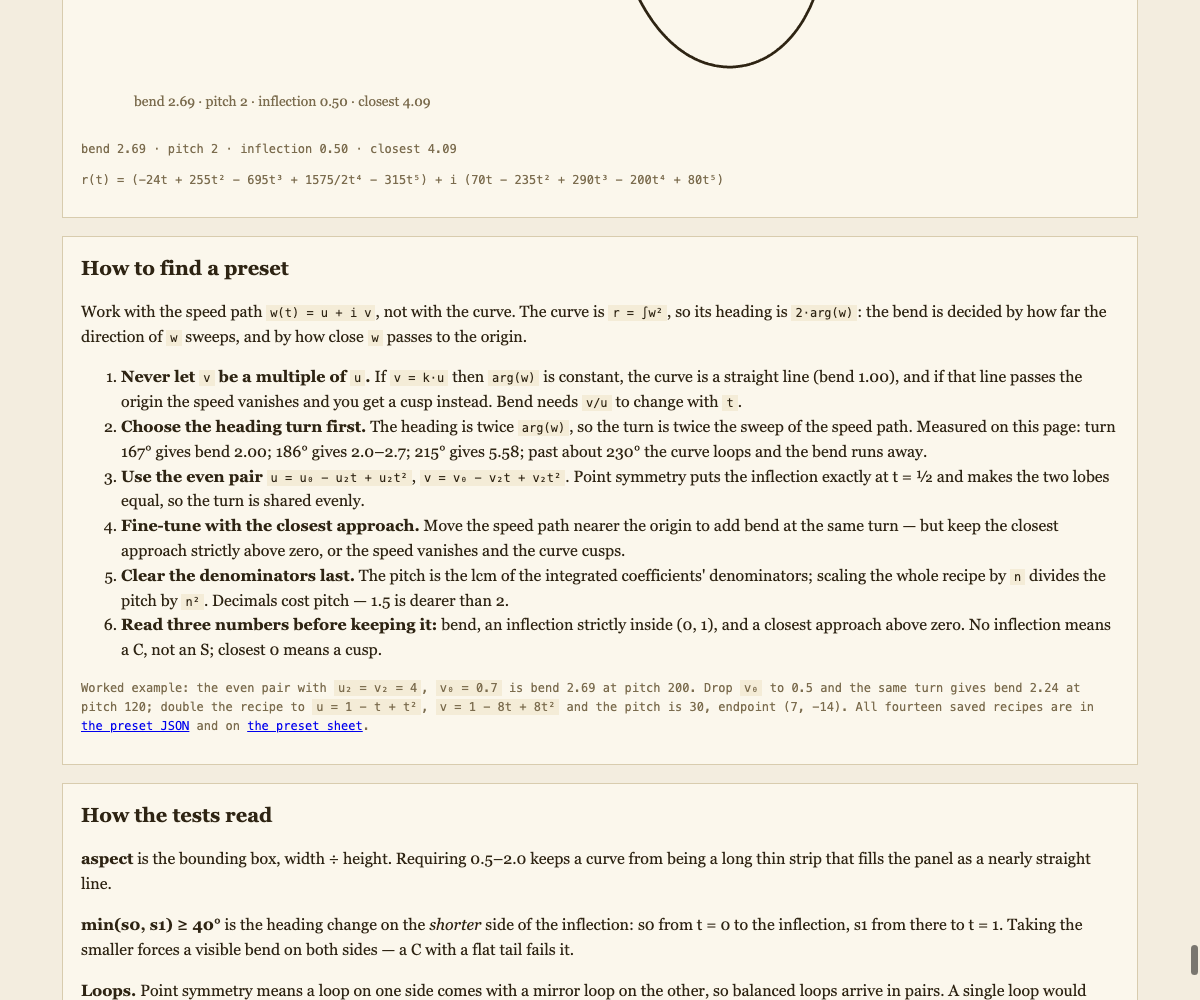 bend 2.69 · pitch 2 · inflection 0.50 · closest 4.09
bend 2.69 · pitch 2 · inflection 0.50 · closest 4.09
r(t) = (−24t + 255t² − 695t³ + 1575/2t⁴ − 315t⁵) + i (70t − 235t² + 290t³ − 200t⁴ + 80t⁵)
How to find a preset
Work with the speed path w(t) = u + i v, not with the curve. The curve is r = ∫w², so its heading is 2·arg(w): the bend is decided by how far the
direction of w sweeps, and by how close w passes to the origin.
1. Never let v be a multiple of u. If v = k·u then arg(w) is constant, the curve is a straight line (bend 1.00), and if that line passes the
origin the speed vanishes and you get a cusp instead. Bend needs v/u to change with t.
2. Choose the heading turn first. The heading is twice arg(w), so the turn is twice the sweep of the speed path. Measured on this page: turn
167° gives bend 2.00; 186° gives 2.0–2.7; 215° gives 5.58; past about 230° the curve loops and the bend runs away.
3. Use the even pair u = u₀ − u₂t + u₂t², v = v₀ − v₂t + v₂t². Point symmetry puts the inflection exactly at t = ½ and makes the two lobes
equal, so the turn is shared evenly.
4. Fine-tune with the closest approach. Move the speed path nearer the origin to add bend at the same turn — but keep the closest
approach strictly above zero, or the speed vanishes and the curve cusps.
5. Clear the denominators last. The pitch is the lcm of the integrated coefficients' denominators; scaling the whole recipe by n divides the
pitch by n². Decimals cost pitch — 1.5 is dearer than 2.
6. Read three numbers before keeping it: bend, an inflection strictly inside (0, 1), and a closest approach above zero. No inflection means
a C, not an S; closest 0 means a cusp.
Worked example: the even pair with u₂ = v₂ = 4, v₀ = 0.7 is bend 2.69 at pitch 200. Drop v₀ to 0.5 and the same turn gives bend 2.24 at
pitch 120; double the recipe to u = 1 − t + t², v = 1 − 8t + 8t² and the pitch is 30, endpoint (7, −14). All fourteen saved recipes are in
the preset JSON and on the preset sheet.
How the tests read
aspect is the bounding box, width ÷ height. Requiring 0.5–2.0 keeps a curve from being a long thin strip that fills the panel as a nearly straight
line.
min(s0, s1) ≥ 40° is the heading change on the shorter side of the inflection: s0 from t = 0 to the inflection, s1 from there to t = 1. Taking the
smaller forces a visible bend on both sides — a C with a flat tail fails it.
Loops. Point symmetry means a loop on one side comes with a mirror loop on the other, so balanced loops arrive in pairs. A single loop would